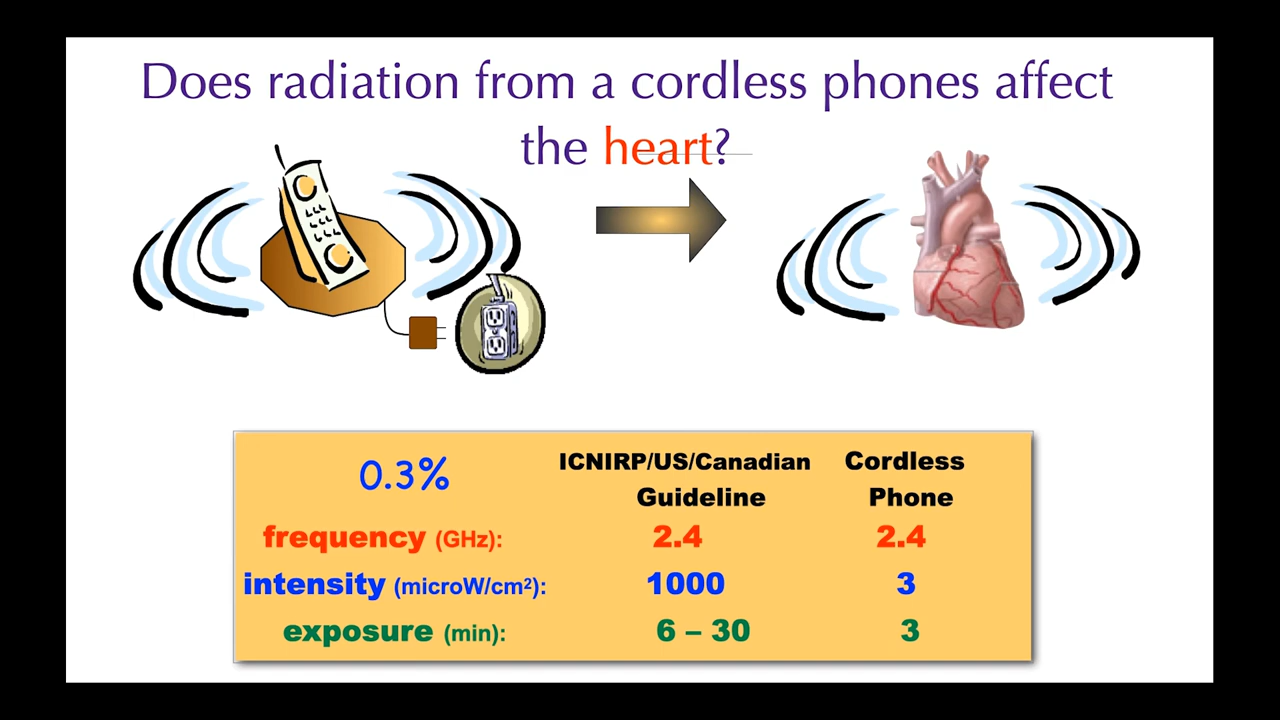 Does radiation from a cordless phones affect
the heart?
0.3%
ICNIRP/US/Canadian Guideline
Cordless Phone
frequency (GHz): 2.4 2.4
intensity (microW/cm²): 1000 3
exposure (min): 6 – 30 3